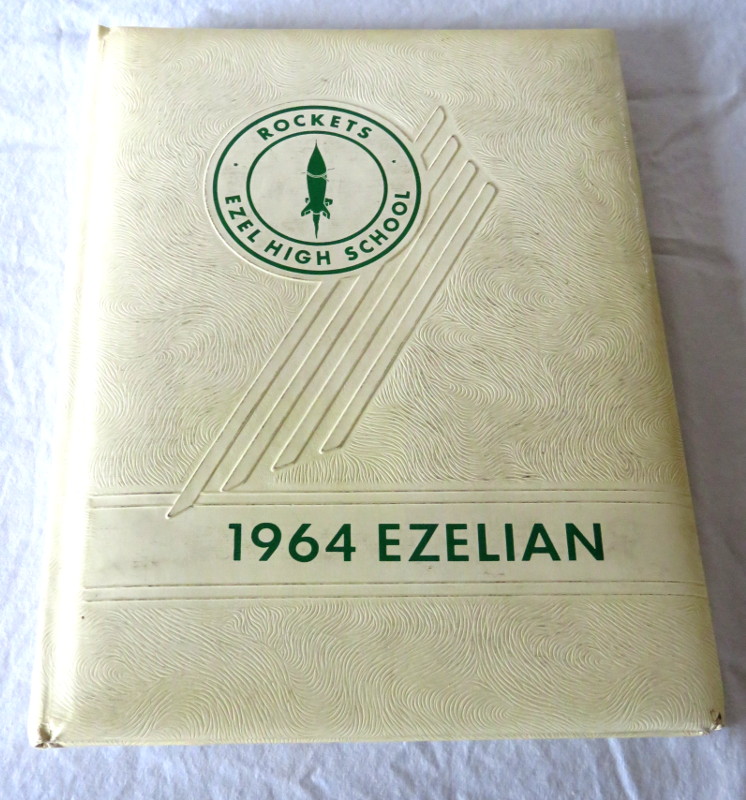 ROCKETS
EZEL HIGH SCHOOL
1964 EZELIAN